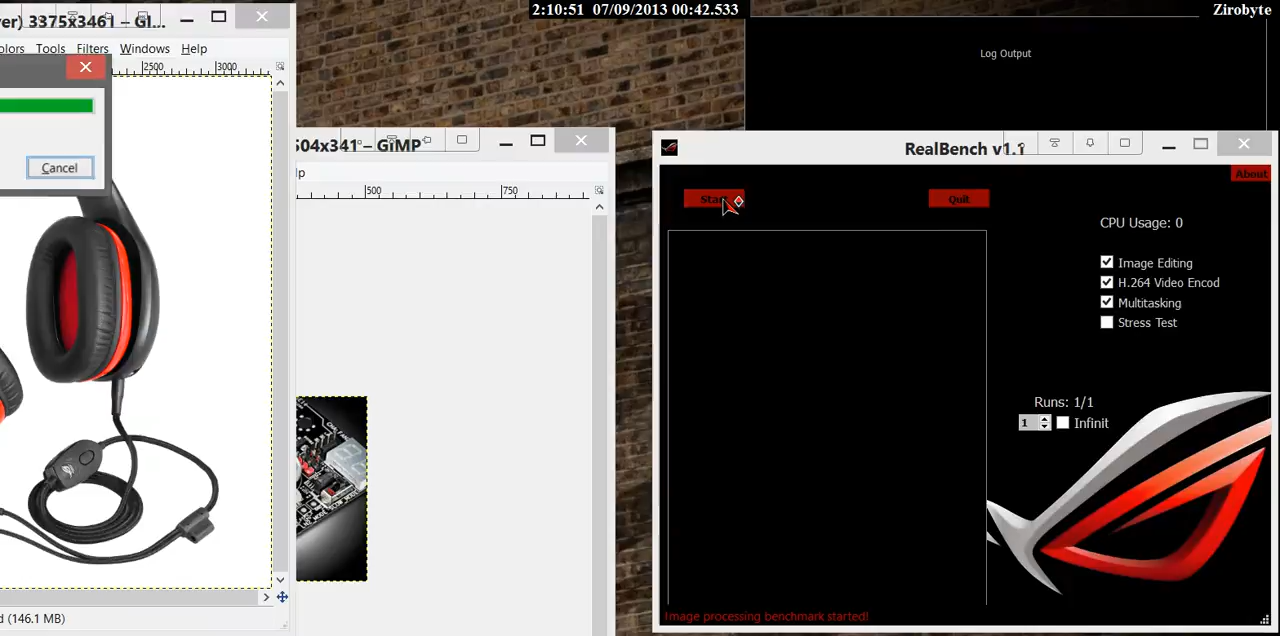 2:10:51 07/09/2013 00:42.533
Zirobyte
er) 3375x3461 – GI...
olors Tools Filters Windows Help
2500 3000
Cancel
d (146.1 MB)
504x341 – GIMP
lp
500 750
Log Output
RealBench v1.1
About
Start
Quit
CPU Usage: 0
Image Editing
H.264 Video Encod
Multitasking
Stress Test
Runs: 1/1
1 Infinit
Image processing benchmark started!